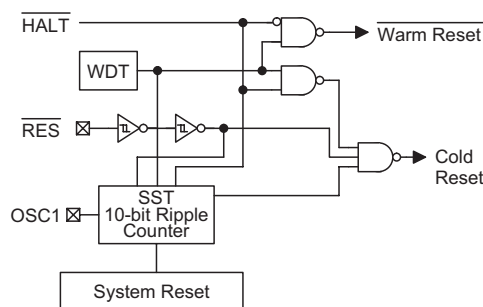 HALT
Warm Reset
WDT
RES
Cold
Reset
SST
10-bit Ripple
Counter
OSC1
System Reset